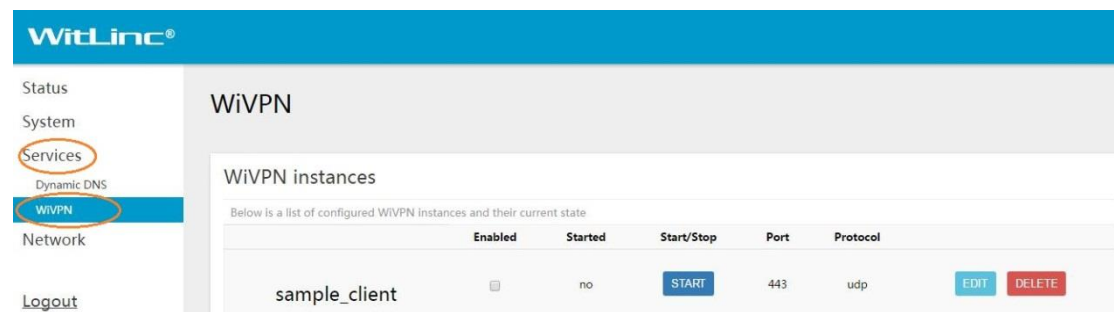 WitLinc®
Status
System
Services
Dynamic DNS
WiVPN
Network
Logout
WiVPN
WiVPN instances
Below is a list of configured WiVPN instances and their current state
Enabled Started Start/Stop Port Protocol
sample_client no START 443 udp EDIT DELETE